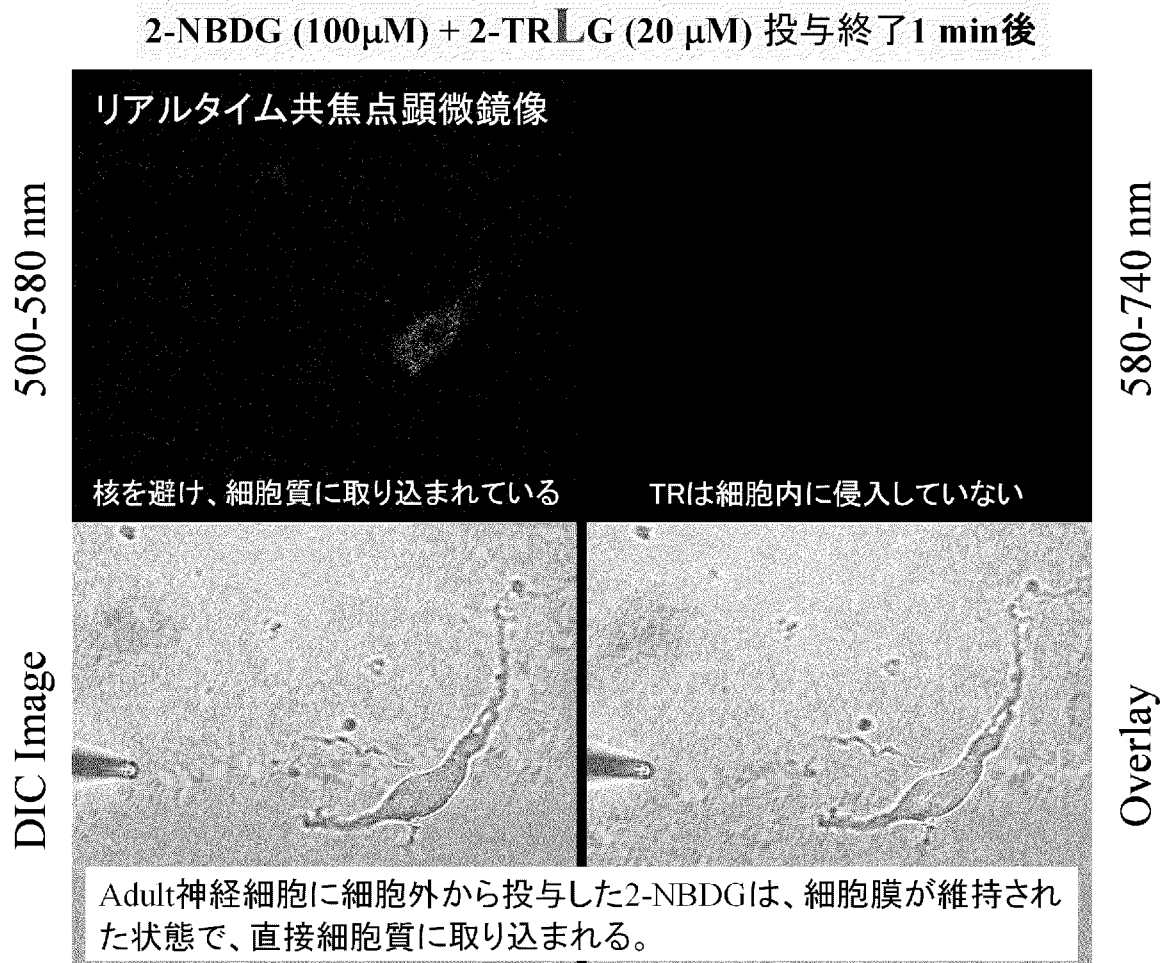 2-NBDG (100μM) + 2-TRLG (20 μM) 投与終了1 min後
リアルタイム共焦点顕微鏡像
500-580 nm
580-740 nm
核を避け、細胞質に取り込まれている
TRは細胞内に侵入していない
DIC Image
Overlay
Adult神経細胞に細胞外から投与した2-NBDGは、細胞膜が維持され
た状態で、直接細胞質に取り込まれる。